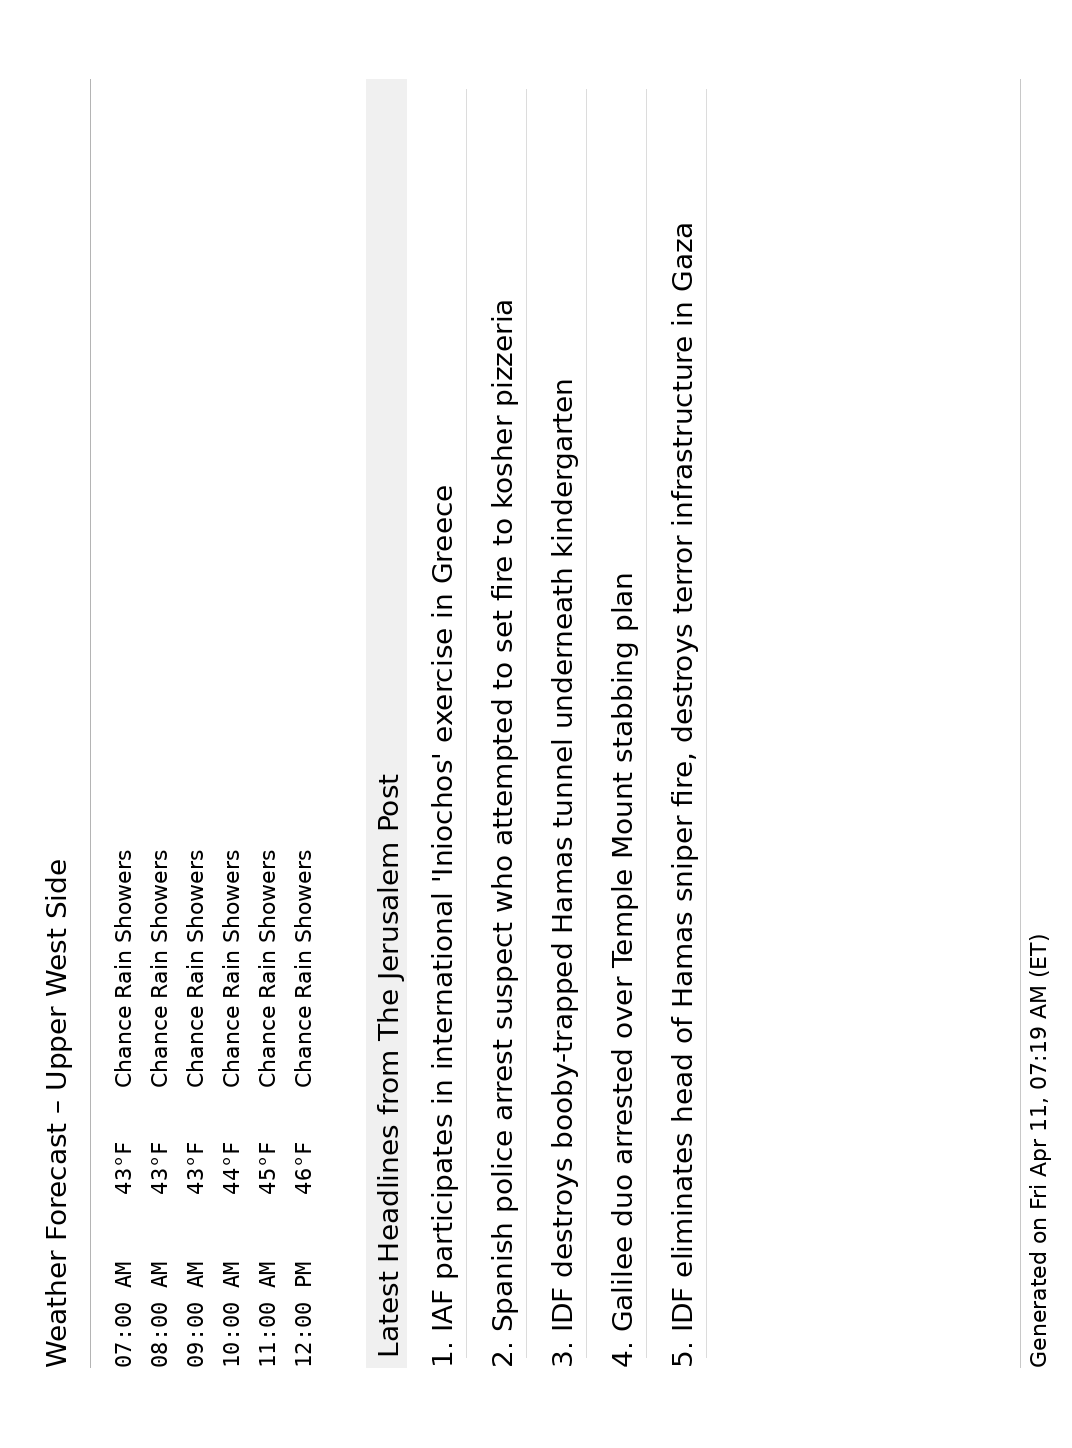 Weather Forecast – Upper West Side
07:00 AM 43°F Chance Rain Showers
08:00 AM 43°F Chance Rain Showers
09:00 AM 43°F Chance Rain Showers
10:00 AM 44°F Chance Rain Showers
11:00 AM 45°F Chance Rain Showers
12:00 PM 46°F Chance Rain Showers
Latest Headlines from The Jerusalem Post
1. IAF participates in international 'Iniochos' exercise in Greece
2. Spanish police arrest suspect who attempted to set fire to kosher pizzeria
3. IDF destroys booby-trapped Hamas tunnel underneath kindergarten
4. Galilee duo arrested over Temple Mount stabbing plan
5. IDF eliminates head of Hamas sniper fire, destroys terror infrastructure in Gaza
Generated on Fri Apr 11, 07:19 AM (ET)